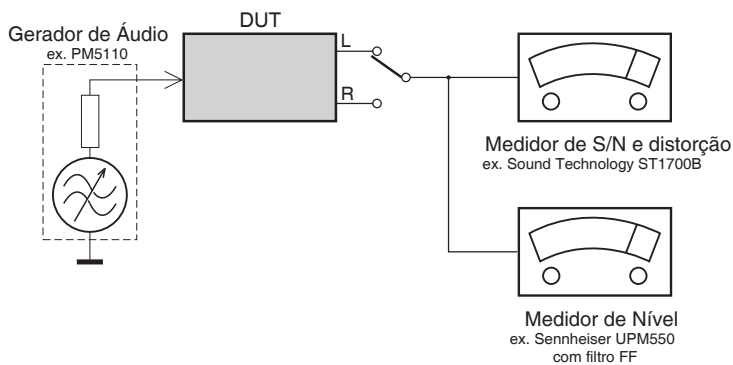 DUT
Gerador de Áudio
ex. PM5110
L
R
Medidor de S/N e distorção
ex. Sound Technology ST1700B
Medidor de Nível
ex. Sennheiser UPM550
com filtro FF